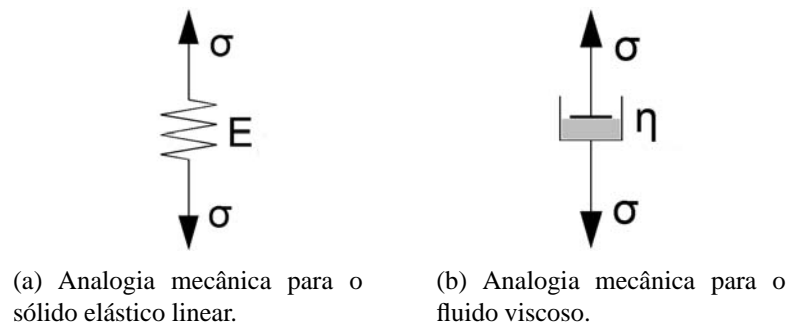 σ
σ
E
η
σ
σ
(a) Analogia mecânica para o
sólido elástico linear.
(b) Analogia mecânica para o
fluido viscoso.